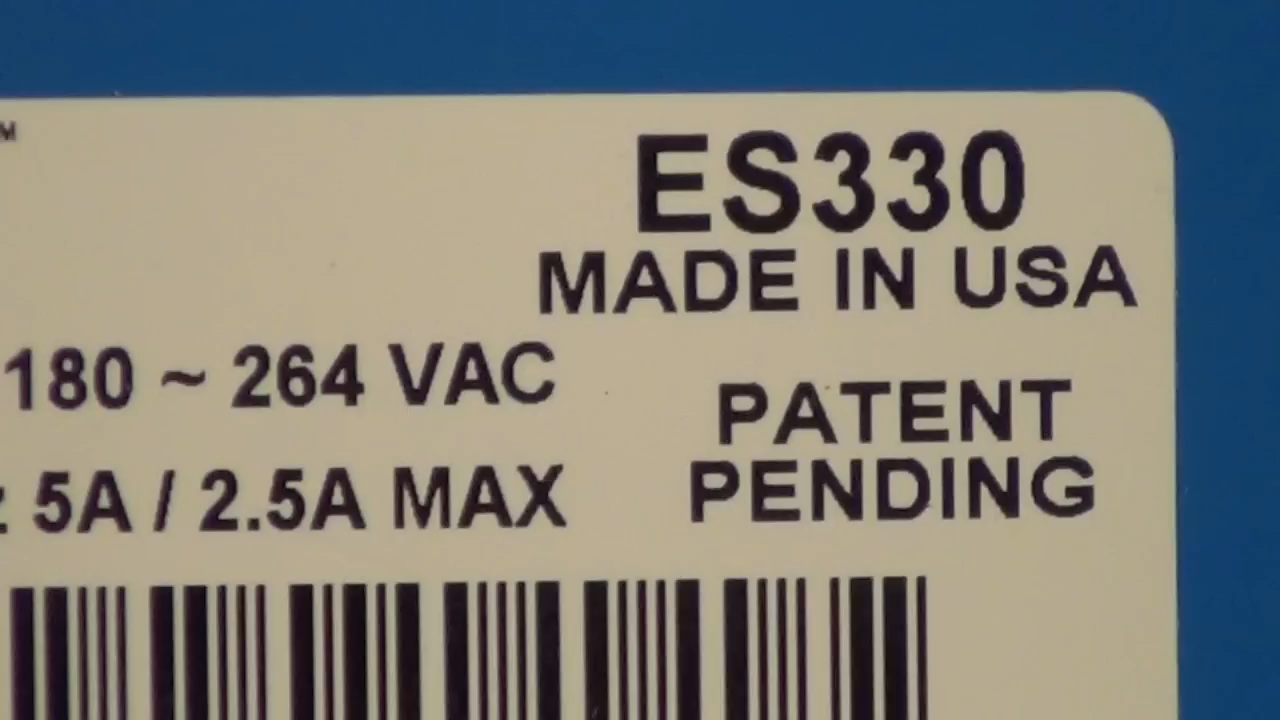 ES330
MADE IN USA
180 ~ 264 VAC
5A / 2.5A MAX
PATENT
PENDING